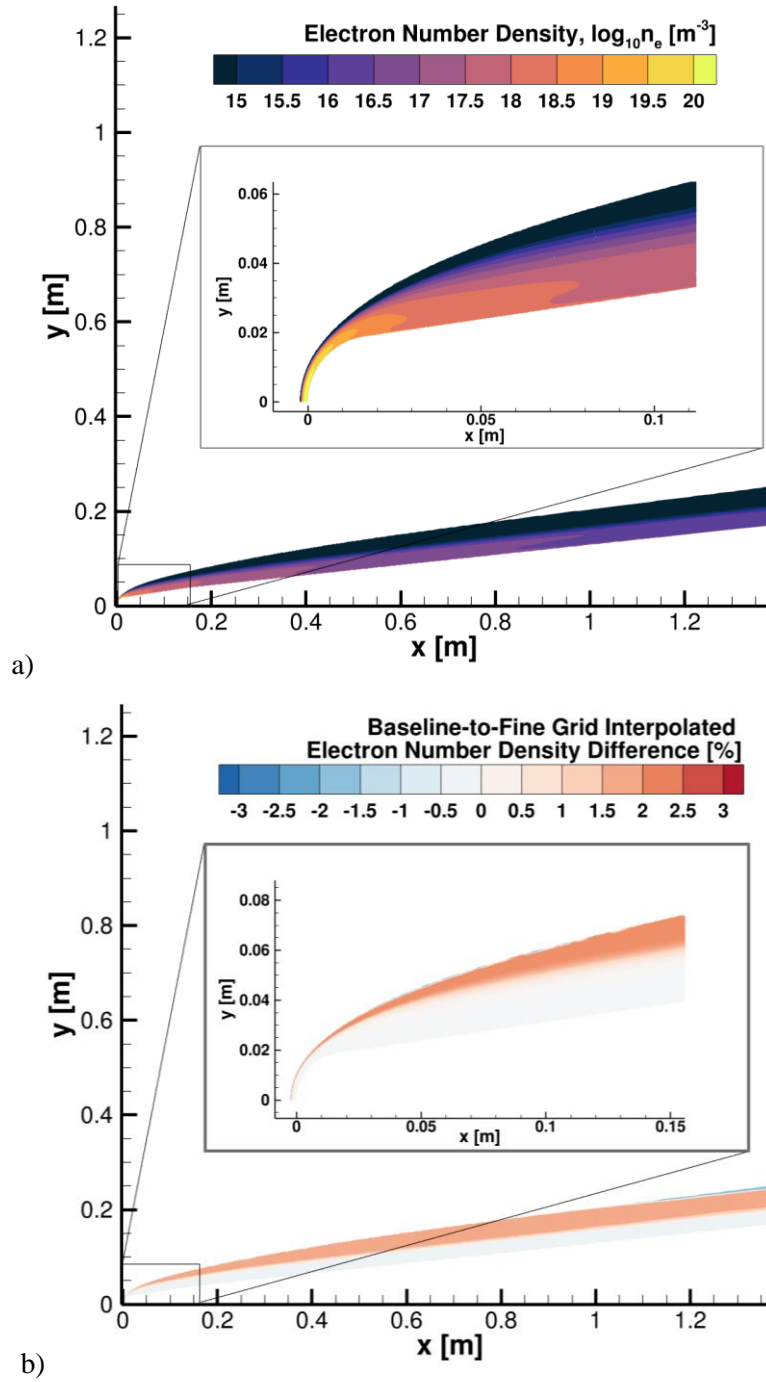 Electron Number Density, log10ne [m-3]
15 15.5 16 16.5 17 17.5 18 18.5 19 19.5 20
1.2
1
0.8
0.6
0.4
0.2
0
y [m]
0.06
0.04
0.02
0
y [m]
0 0.05 0.1
x [m]
0 0.2 0.4 0.6 0.8 1 1.2
x [m]
a)
Baseline-to-Fine Grid Interpolated
Electron Number Density Difference [%]
-3 -2.5 -2 -1.5 -1 -0.5 0 0.5 1 1.5 2 2.5 3
1.2
1
0.8
0.6
0.4
0.2
0
y [m]
0.08
0.06
0.04
0.02
0
y [m]
0 0.05 0.1 0.15
x [m]
0 0.2 0.4 0.6 0.8 1 1.2
x [m]
b)